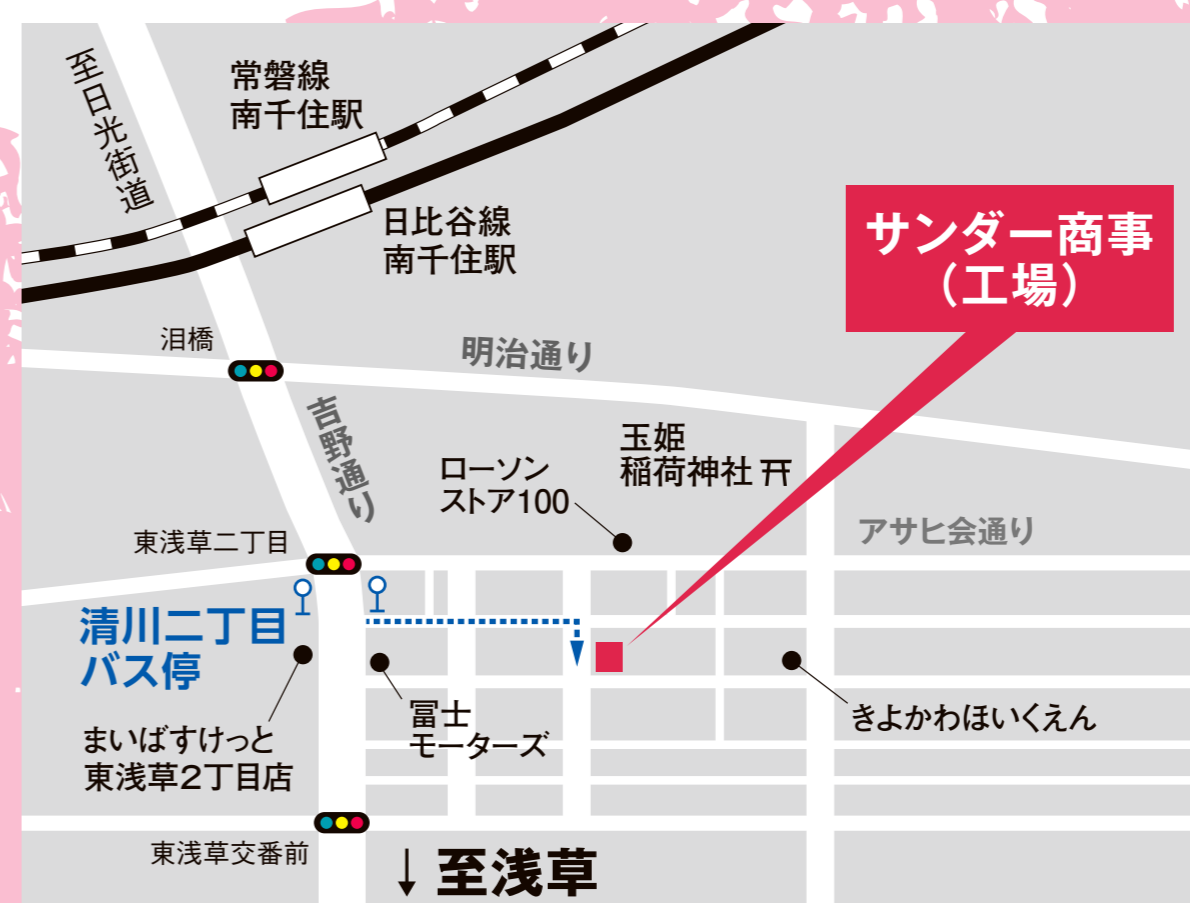 至日光街道
常磐線
南千住駅
日比谷線
南千住駅
サンダー商事
（工場）
泪橋
明治通り
吉野通り
玉姫
稲荷神社
ローソン
ストア100
アサヒ会通り
東浅草二丁目
清川二丁目
バス停
冨士
モーターズ
きよかわほいくえん
まいばすけっと
東浅草2丁目店
東浅草交番前
↓至浅草